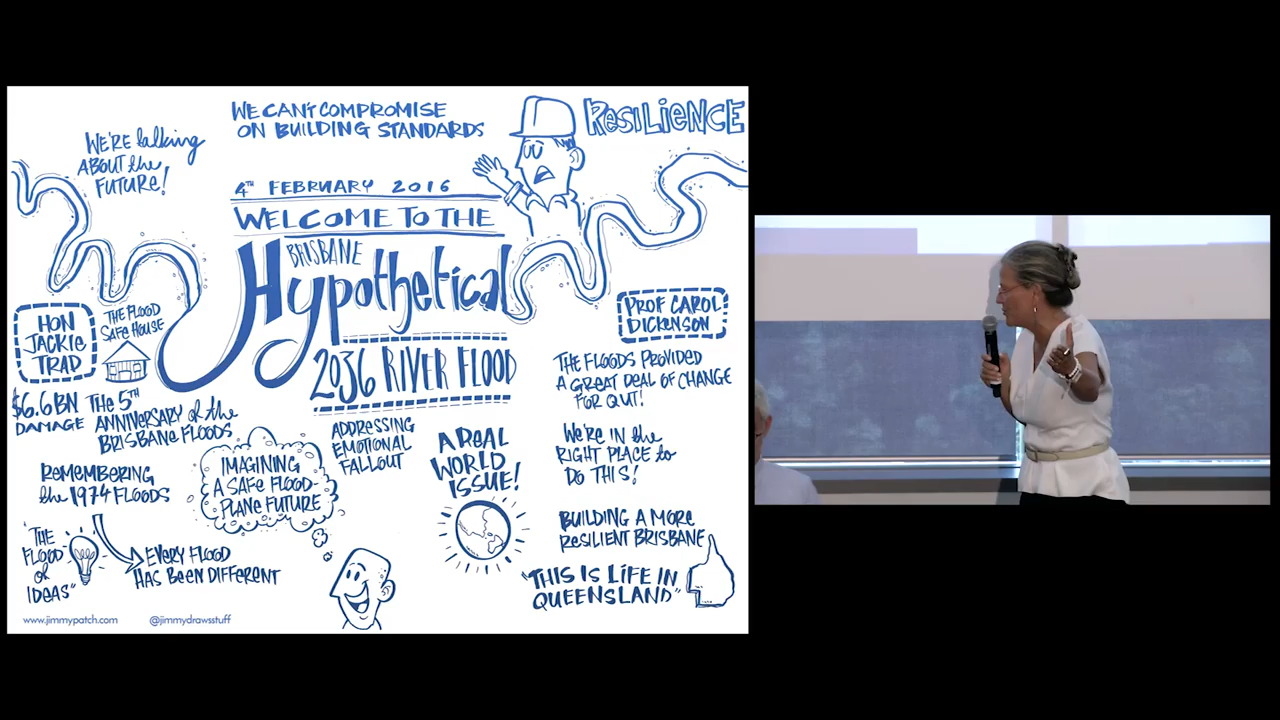 WE CAN'T COMPROMISE
ON BUILDING STANDARDS
RESILIENCE
WE'RE talking
ABOUT the
FUTURE!
4TH FEBRUARY 2016
WELCOME TO THE
BRISBANE
Hypothetical
2036 RIVER FLOOD
HON
JACKIE
TRAD
THE FLOOD
SAFE HOUSE
$6.6BN
DAMAGE
THE 5TH
ANNIVERSARY of the
BRISBANE FLOODS
REMEMBERING
the 1974 FLOODS
"THE
FLOOD
of
IDEAS"
EVERY FLOOD
HAS BEEN DIFFERENT
IMAGINING
A SAFE FLOOD-
PLANE FUTURE
ADDRESSING
EMOTIONAL
FALLOUT
A REAL
WORLD
ISSUE!
PROF CAROL
DICKENSON
THE FLOODS PROVIDED
A GREAT DEAL OF CHANGE
FOR QUT!
WE'RE IN the
RIGHT PLACE to
DO THIS!
BUILDING A MORE
RESILIENT BRISBANE
"THIS IS LIFE IN
QUEENSLAND"
www.jimmypatch.com
@jimmydrawsstuff